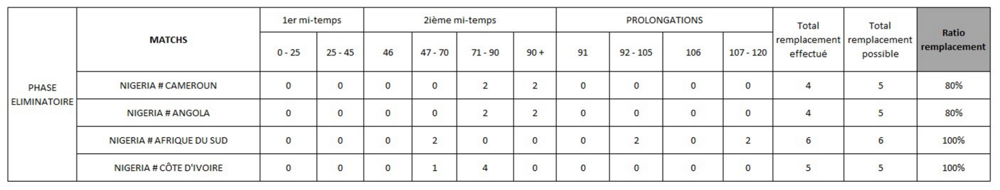 PHASE ELIMINATOIRE
MATCHS
1er mi-temps 2ième mi-temps PROLONGATIONS
Total remplacement effectué
Total remplacement possible
Ratio remplacement
0 - 25 25 - 45 46 47 - 70 71 - 90 90 + 91 92 - 105 106 107 - 120
NIGERIA # CAMEROUN 0 0 0 0 2 2 0 0 0 0 4 5 80%
NIGERIA # ANGOLA 0 0 0 0 2 2 0 0 0 0 4 5 80%
NIGERIA # AFRIQUE DU SUD 0 0 0 2 0 0 0 2 0 2 6 6 100%
NIGERIA # CÔTE D'IVOIRE 0 0 0 1 4 0 0 0 0 0 5 5 100%